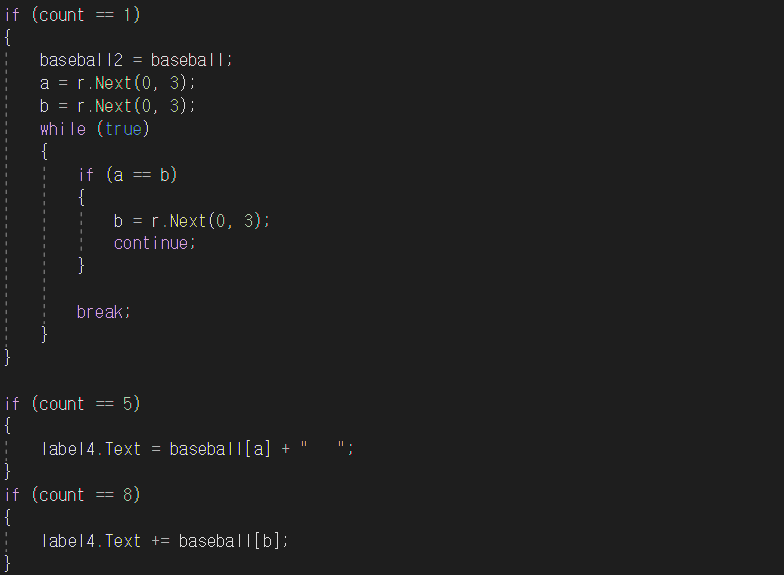 if (count == 1)
{
baseball2 = baseball;
a = r.Next(0, 3);
b = r.Next(0, 3);
while (true)
{
if (a == b)
{
b = r.Next(0, 3);
continue;
}
break;
}
}
if (count == 5)
{
label4.Text = baseball[a] + "   ";
}
if (count == 8)
{
label4.Text += baseball[b];
}